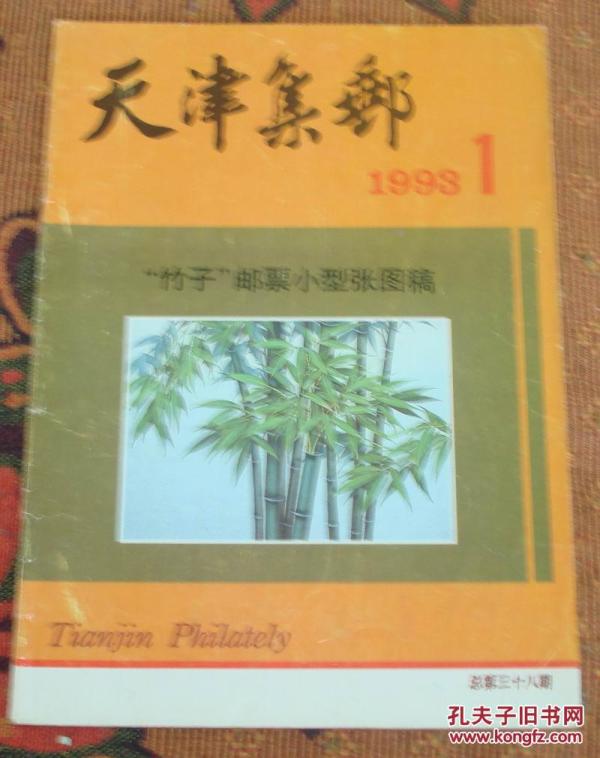 天津集郵
1993 1
“竹子”邮票小型张图稿
Tianjin Philately
总第三十八期
孔夫子旧书网
www.kongfz.com